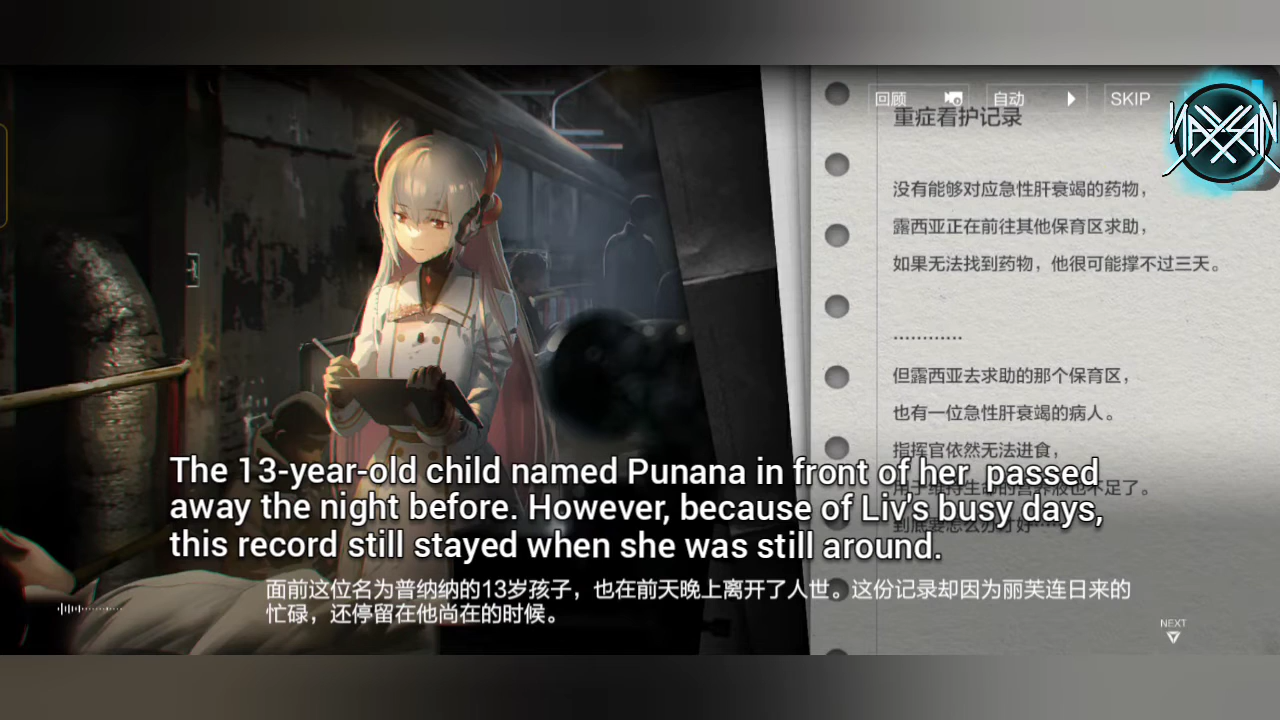 回顾
自动
SKIP
重症看护记录
没有能够对应急性肝衰竭的药物，
露西亚正在前往其他保育区求助，
如果无法找到药物，他很可能撑不过三天。
…………
但露西亚去求助的那个保育区，
也有一位急性肝衰竭的病人。
指挥官依然无法进食，
The 13-year-old child named Punana in front of her passed
away the night before. However, because of Liv's busy days,
this record still stayed when she was still around.
面前这位名为普纳纳的13岁孩子，也在前天晚上离开了人世。这份记录却因为丽芙连日来的
忙碌，还停留在他尚在的时候。
NEXT